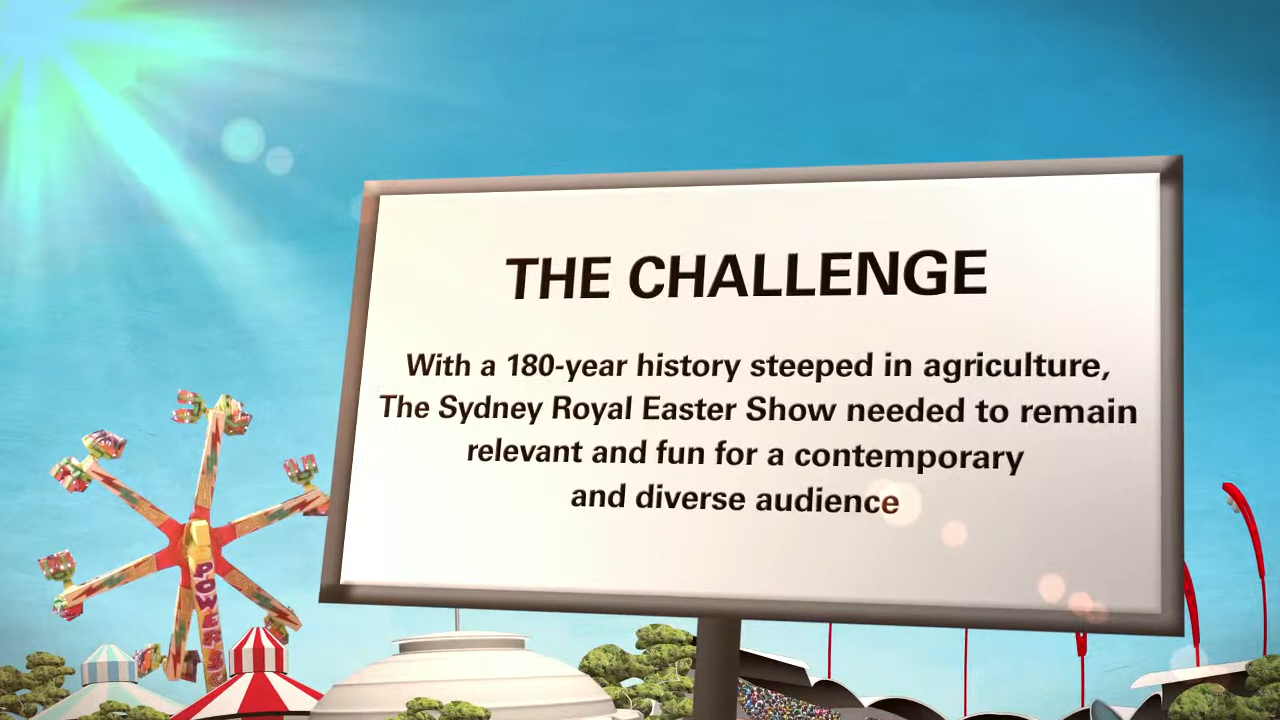 THE CHALLENGE
With a 180-year history steeped in agriculture,
The Sydney Royal Easter Show needed to remain
relevant and fun for a contemporary
and diverse audience
POWER